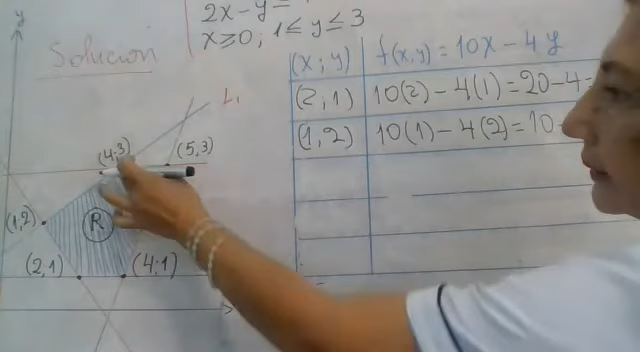 2x-y=
x≥0; 1≤y≤3
Solución
y
L₁
(4;3)
(5,3)
(1,2)
R
(2,1)
(4;1)
(x;y) f(x,y)=10x-4y
(2,1) 10(2)-4(1)=20-4=
(1,2) 10(1)-4(2)=10-